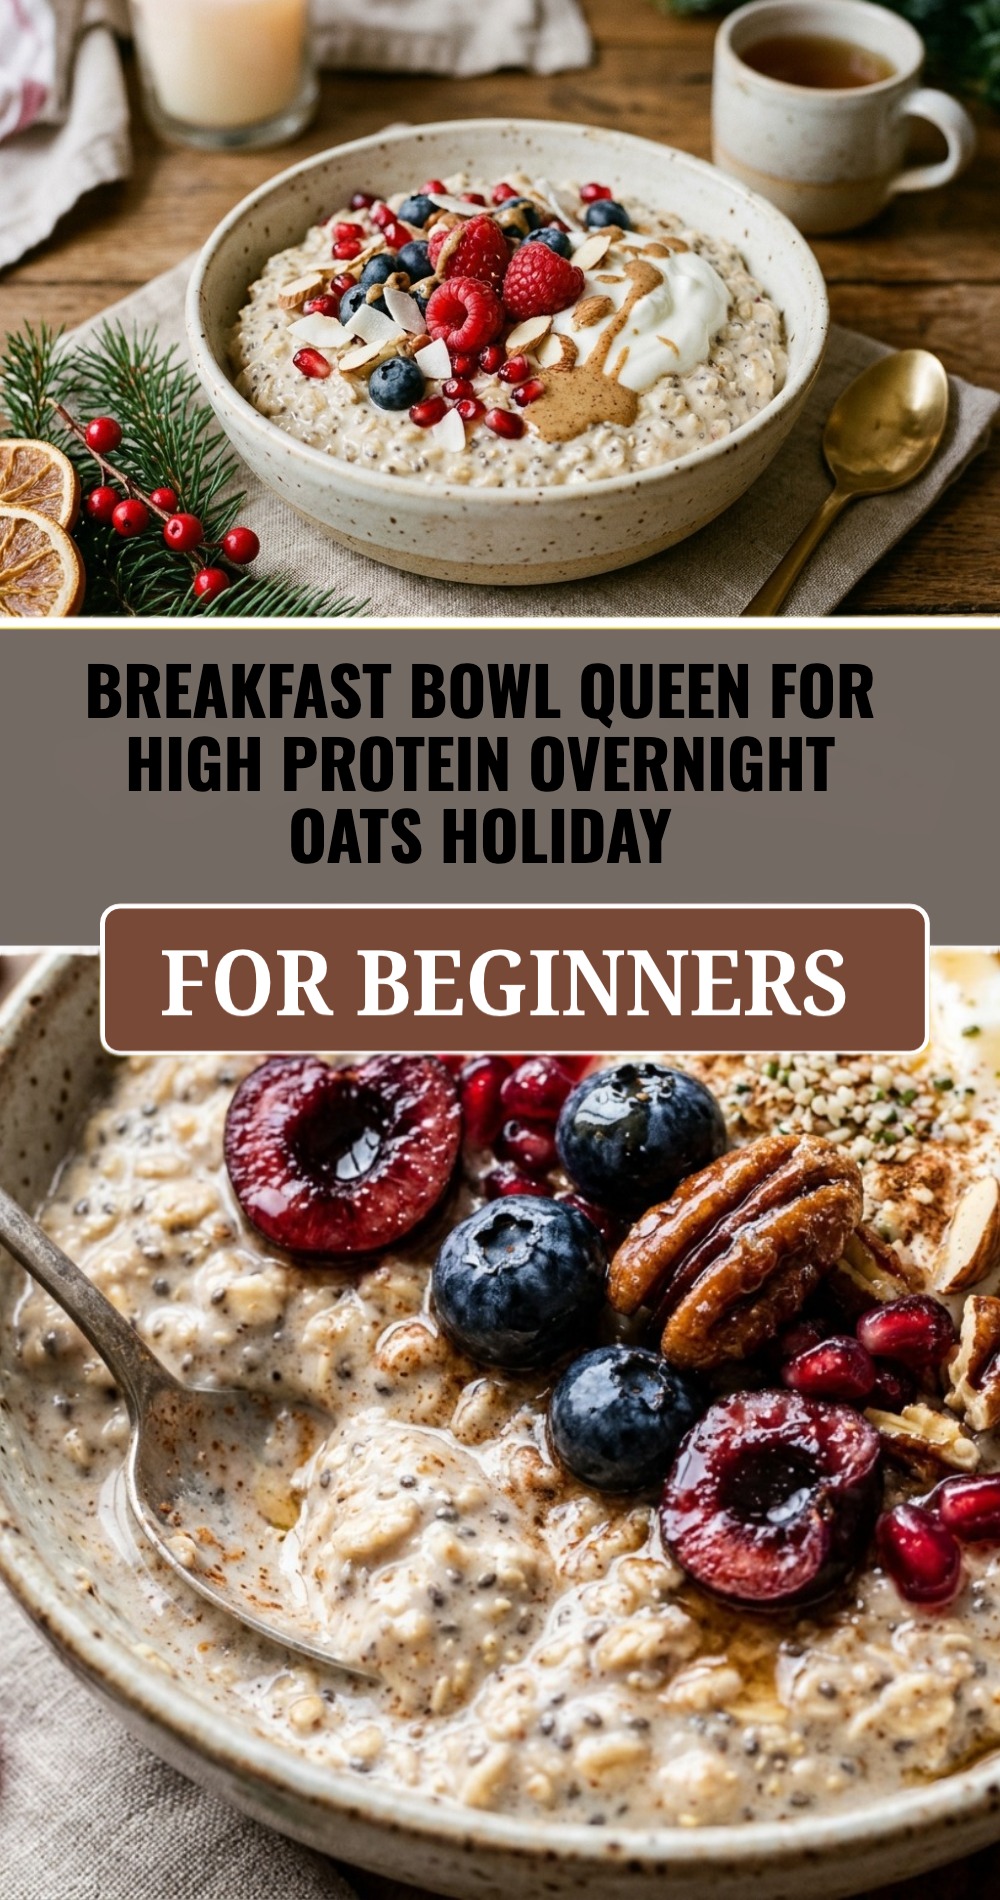 BREAKFAST BOWL QUEEN FOR
HIGH PROTEIN OVERNIGHT
OATS HOLIDAY
FOR BEGINNERS